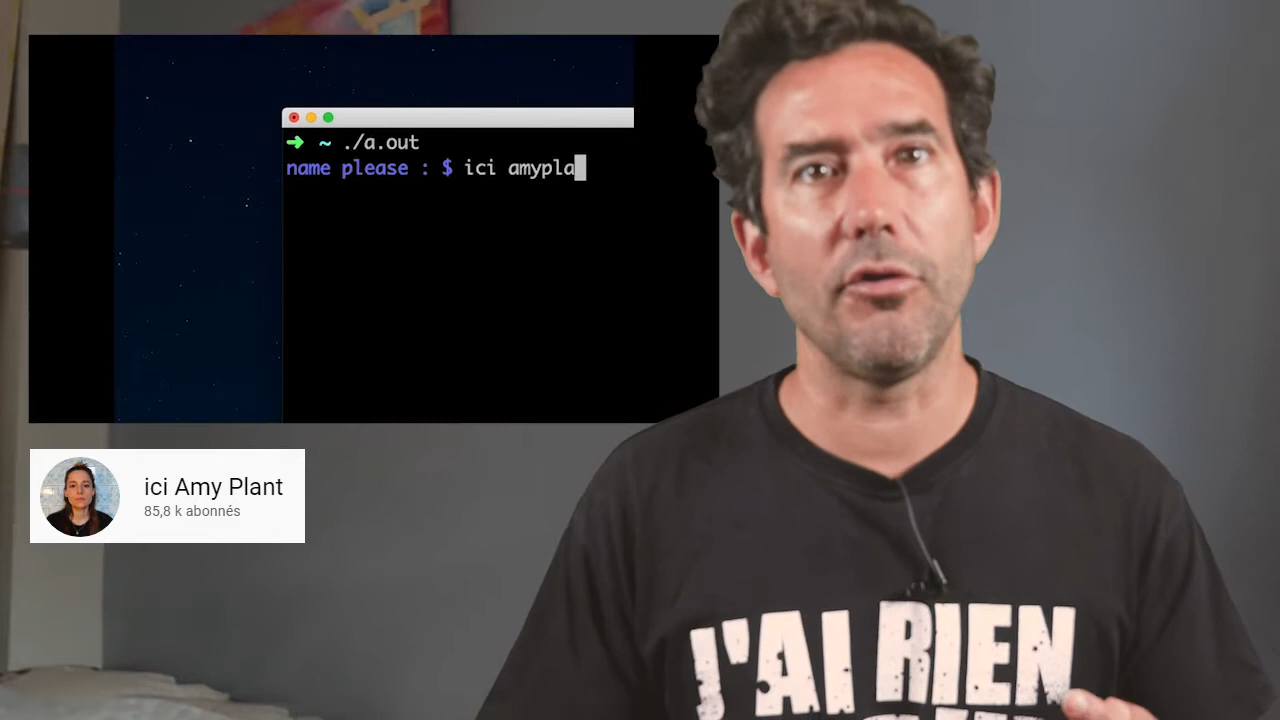 ➜ ~ ./a.out
name please : $ ici amypla
ici Amy Plant
85,8 k abonnés
J'AI RIEN